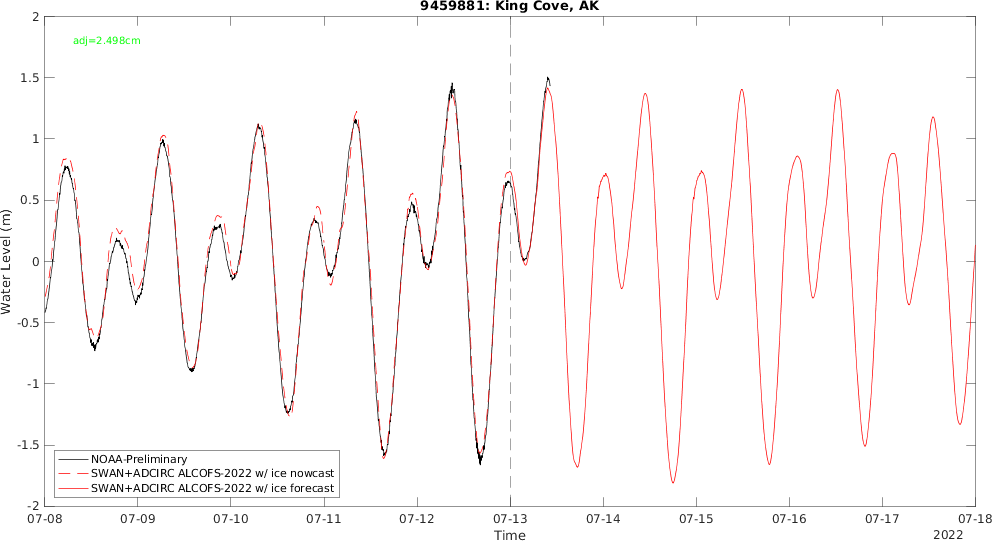 9459881: King Cove, AK
2
adj=2.498cm
1.5
1
0.5
0
-0.5
-1
-1.5
-2
Water Level (m)
NOAA-Preliminary
SWAN+ADCIRC ALCOFS-2022 w/ ice nowcast
SWAN+ADCIRC ALCOFS-2022 w/ ice forecast
07-08 07-09 07-10 07-11 07-12 07-13 07-14 07-15 07-16 07-17 07-18
Time
2022